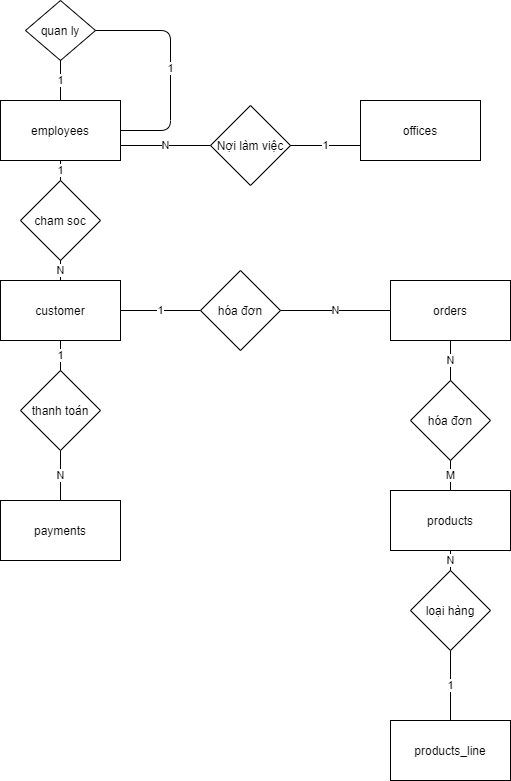 quan ly
1
1
employees
N
Nợi làm việc
1
offices
1
cham soc
N
customer
1
hóa đơn
N
orders
1
N
thanh toán
hóa đơn
N
M
payments
products
N
loại hàng
1
products_line